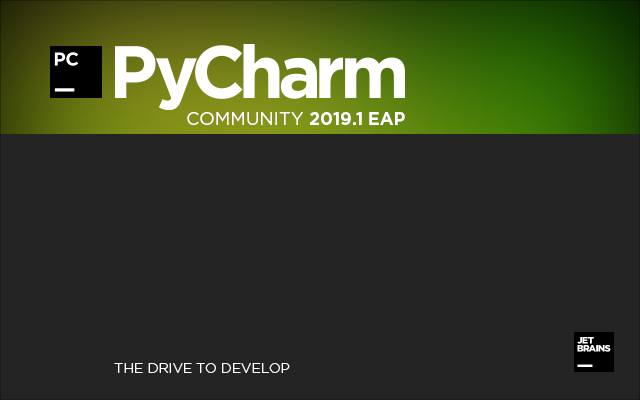 PC
PyCharm
COMMUNITY 2019.1 EAP
THE DRIVE TO DEVELOP
JET
BRAINS